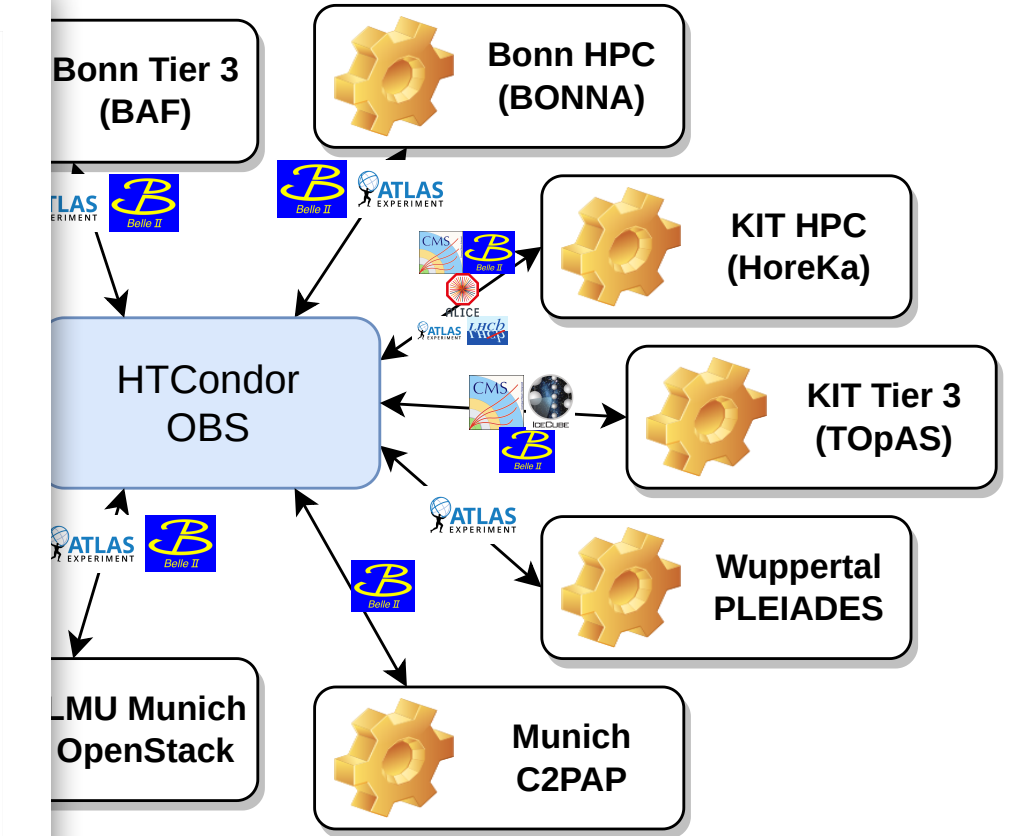 Bonn Tier 3
(BAF)
Bonn HPC
(BONNA)
TLAS
ERIMENT
Belle II
Belle II
ATLAS
EXPERIMENT
KIT HPC
(HoreKa)
CMS
Belle II
ALICE
ATLAS
EXPERIMENT
LHCb
HTCondor
OBS
CMS
ICECUBE
Belle II
KIT Tier 3
(TOpAS)
ATLAS
EXPERIMENT
Wuppertal
PLEIADES
ATLAS
EXPERIMENT
Belle II
Belle II
LMU Munich
OpenStack
Munich
C2PAP